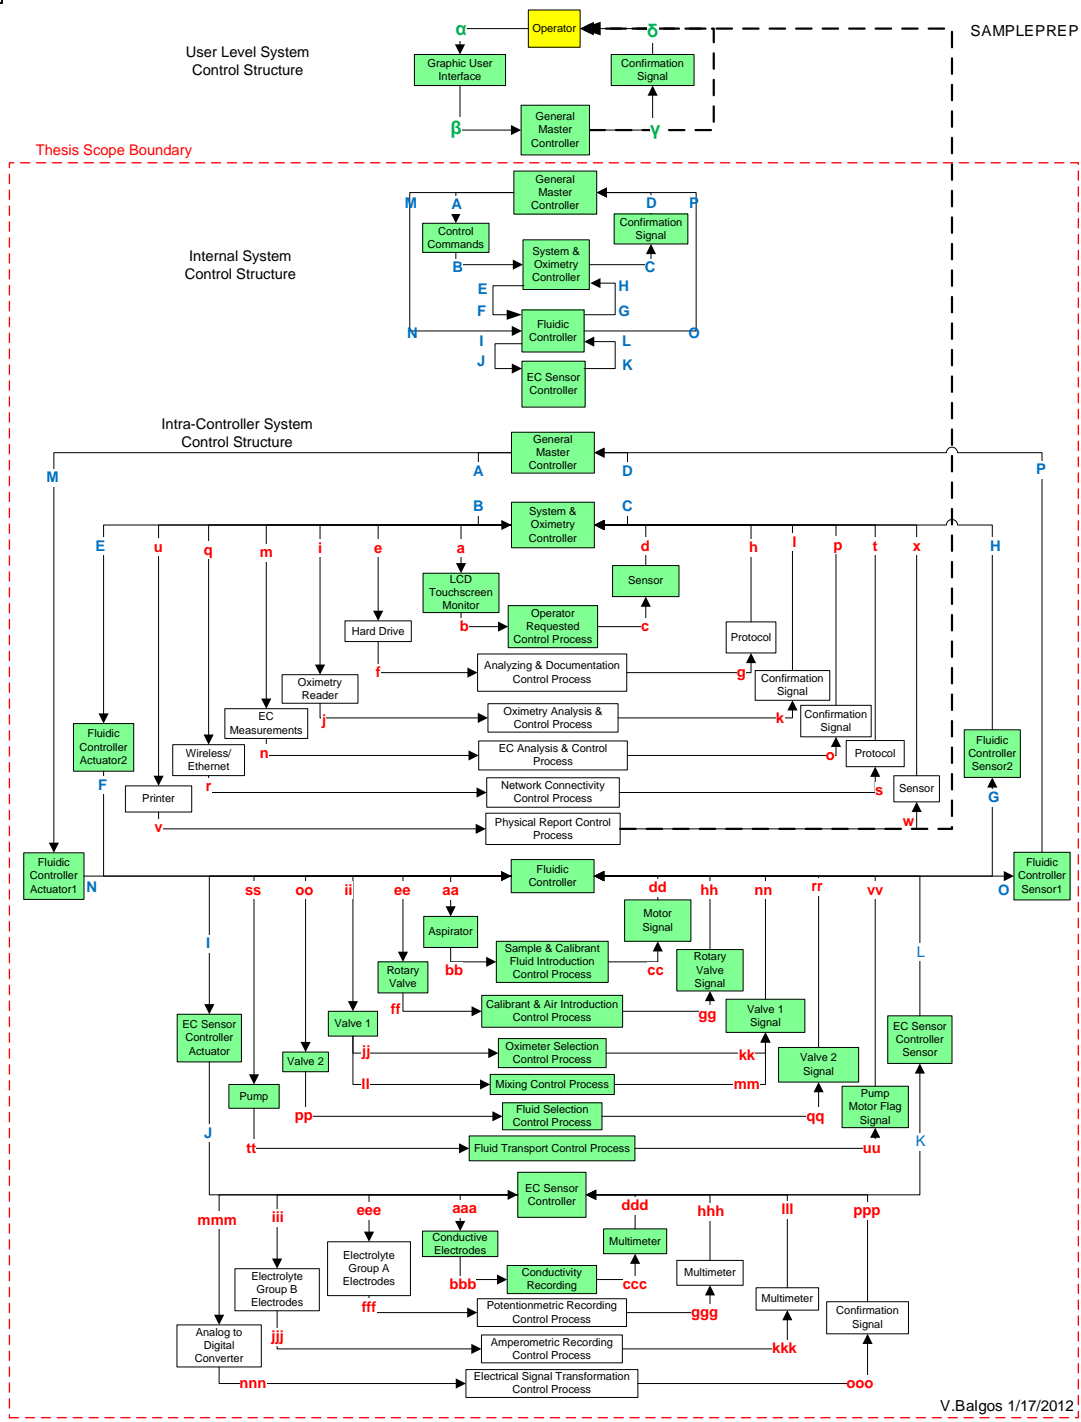 α
Operator
δ
SAMPLEPREP
User Level System
Control Structure
Graphic User
Interface
Confirmation
Signal
β
General
Master
Controller
γ
Thesis Scope Boundary
General
Master
Controller
M
A
D
P
Control
Commands
Confirmation
Signal
Internal System
Control Structure
B
System &
Oximetry
Controller
C
E
H
F
G
N
Fluidic
Controller
O
I
L
J
K
EC Sensor
Controller
Intra-Controller System
Control Structure
General
Master
Controller
M
A
D
P
B
C
System &
Oximetry
Controller
E
u
q
m
i
e
a
d
h
l
p
t
x
H
LCD
Touchscreen
Monitor
Sensor
b
Operator
Requested
Control Process
c
Hard Drive
Protocol
f
Analyzing & Documentation
Control Process
g
Oximetry
Reader
Confirmation
Signal
j
Oximetry Analysis &
Control Process
k
EC
Measurements
Confirmation
Signal
n
EC Analysis & Control
Process
o
Fluidic
Controller
Actuator2
Wireless/
Ethernet
Protocol
Fluidic
Controller
Sensor2
F
r
Network Connectivity
Control Process
s
G
Printer
Sensor
v
Physical Report Control
Process
w
Fluidic
Controller
Actuator1
N
Fluidic
Controller
O
Fluidic
Controller
Sensor1
ss
oo
ii
ee
aa
dd
hh
nn
rr
vv
Aspirator
Motor
Signal
I
L
bb
Sample & Calibrant
Fluid Introduction
Control Process
cc
Rotary
Valve
Rotary
Valve
Signal
ff
Calibrant & Air Introduction
Control Process
gg
Valve 1
Valve 1
Signal
EC Sensor
Controller
Actuator
EC Sensor
Controller
Sensor
jj
Oximeter Selection
Control Process
kk
Valve 2
Valve 2
Signal
ll
Mixing Control Process
mm
Pump
Pump
Motor Flag
Signal
pp
Fluid Selection
Control Process
qq
J
K
tt
Fluid Transport Control Process
uu
EC Sensor
Controller
mmm
iii
eee
aaa
ddd
hhh
lll
ppp
Conductive
Electrodes
Multimeter
Electrolyte
Group A
Electrodes
bbb
Conductivity
Recording
ccc
Multimeter
Electrolyte
Group B
Electrodes
Multimeter
fff
Potentionmetric Recording
Control Process
ggg
Confirmation
Signal
Analog to
Digital
Converter
jjj
Amperometric Recording
Control Process
kkk
nnn
Electrical Signal Transformation
Control Process
ooo
V.Balgos 1/17/2012